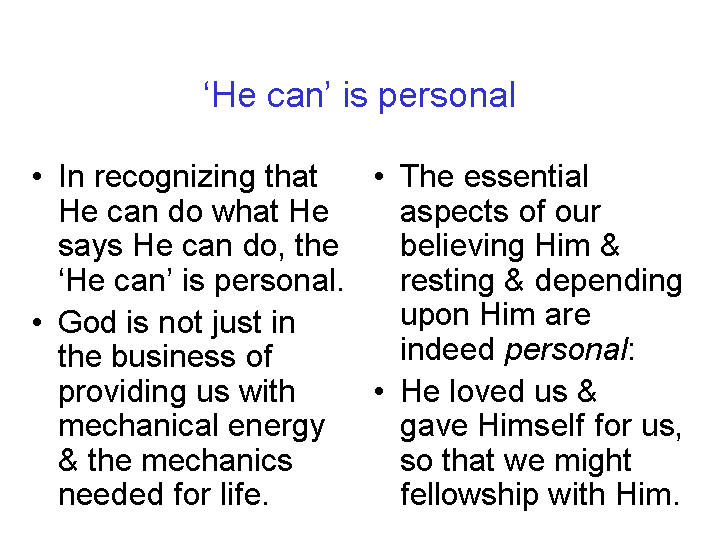 ‘He can’ is personal
• In recognizing that
He can do what He
says He can do, the
‘He can’ is personal.
• God is not just in
the business of
providing us with
mechanical energy
& the mechanics
needed for life.
• The essential
aspects of our
believing Him &
resting & depending
upon Him are
indeed personal:
• He loved us &
gave Himself for us,
so that we might
fellowship with Him.